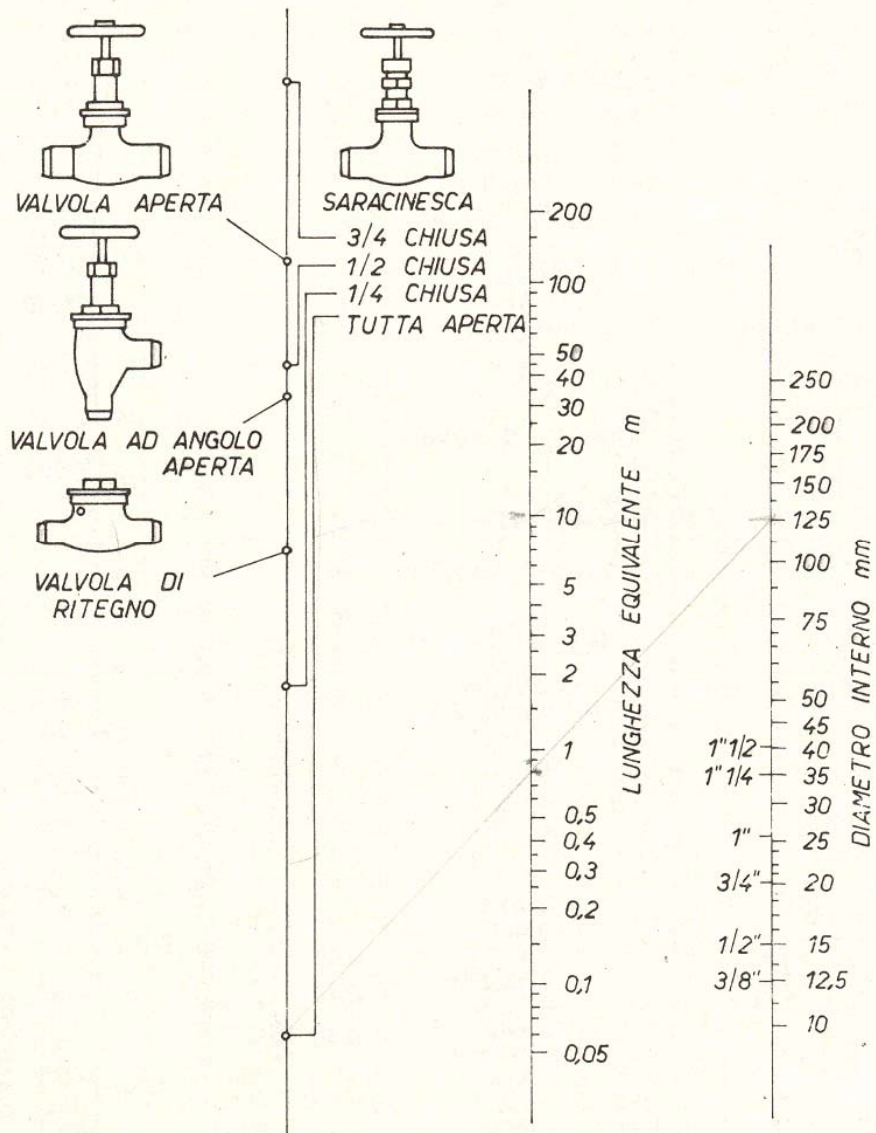 VALVOLA APERTA
SARACINESCA
3/4 CHIUSA
1/2 CHIUSA
1/4 CHIUSA
TUTTA APERTA
VALVOLA AD ANGOLO
APERTA
VALVOLA DI
RITEGNO
200
100
50
40
30
20
10
5
3
2
1
0,5
0,4
0,3
0,2
0,1
0,05
LUNGHEZZA EQUIVALENTE m
250
200
175
150
125
100
75
50
45
1"1/2 40
1"1/4 35
30
1" 25
3/4" 20
1/2" 15
3/8" 12,5
10
DIAMETRO INTERNO mm